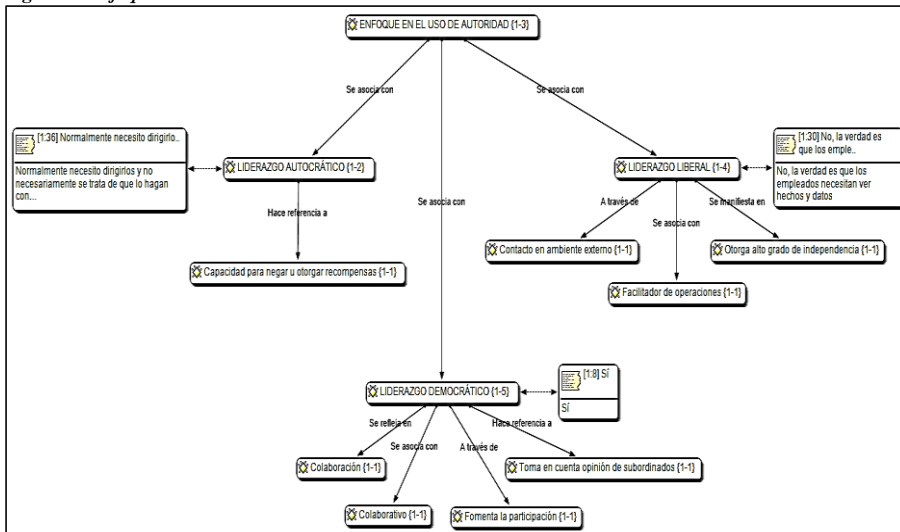 ENFOQUE EN EL USO DE AUTORIDAD {1-3}
Se asocia con
Se asocia con
[1:36] Normalmente necesito dirigirlo..
Normalmente necesito dirigirlos y no
necesariamente se trata de que lo hagan
con...
LIDERAZGO AUTOCRÁTICO {1-2}
LIDERAZGO LIBERAL {1-4}
[1:30] No, la verdad es
que los emple..
No, la verdad es que los
empleados necesitan ver
hechos y datos
Se asocia con
Hace referencia a
A través de
Se asocia con
Se manifiesta en
Capacidad para negar u otorgar recompensas {1-1}
Contacto en ambiente externo {1-1}
Otorga alto grado de independencia {1-1}
Facilitador de operaciones {1-1}
LIDERAZGO DEMOCRÁTICO {1-5}
[1:8] Sí
Sí
Se refleja en
Se asocia con
A través de
Hace referencia a
Colaboración {1-1}
Toma en cuenta opinión de subordinados {1-1}
Colaborativo {1-1}
Fomenta la participación {1-1}